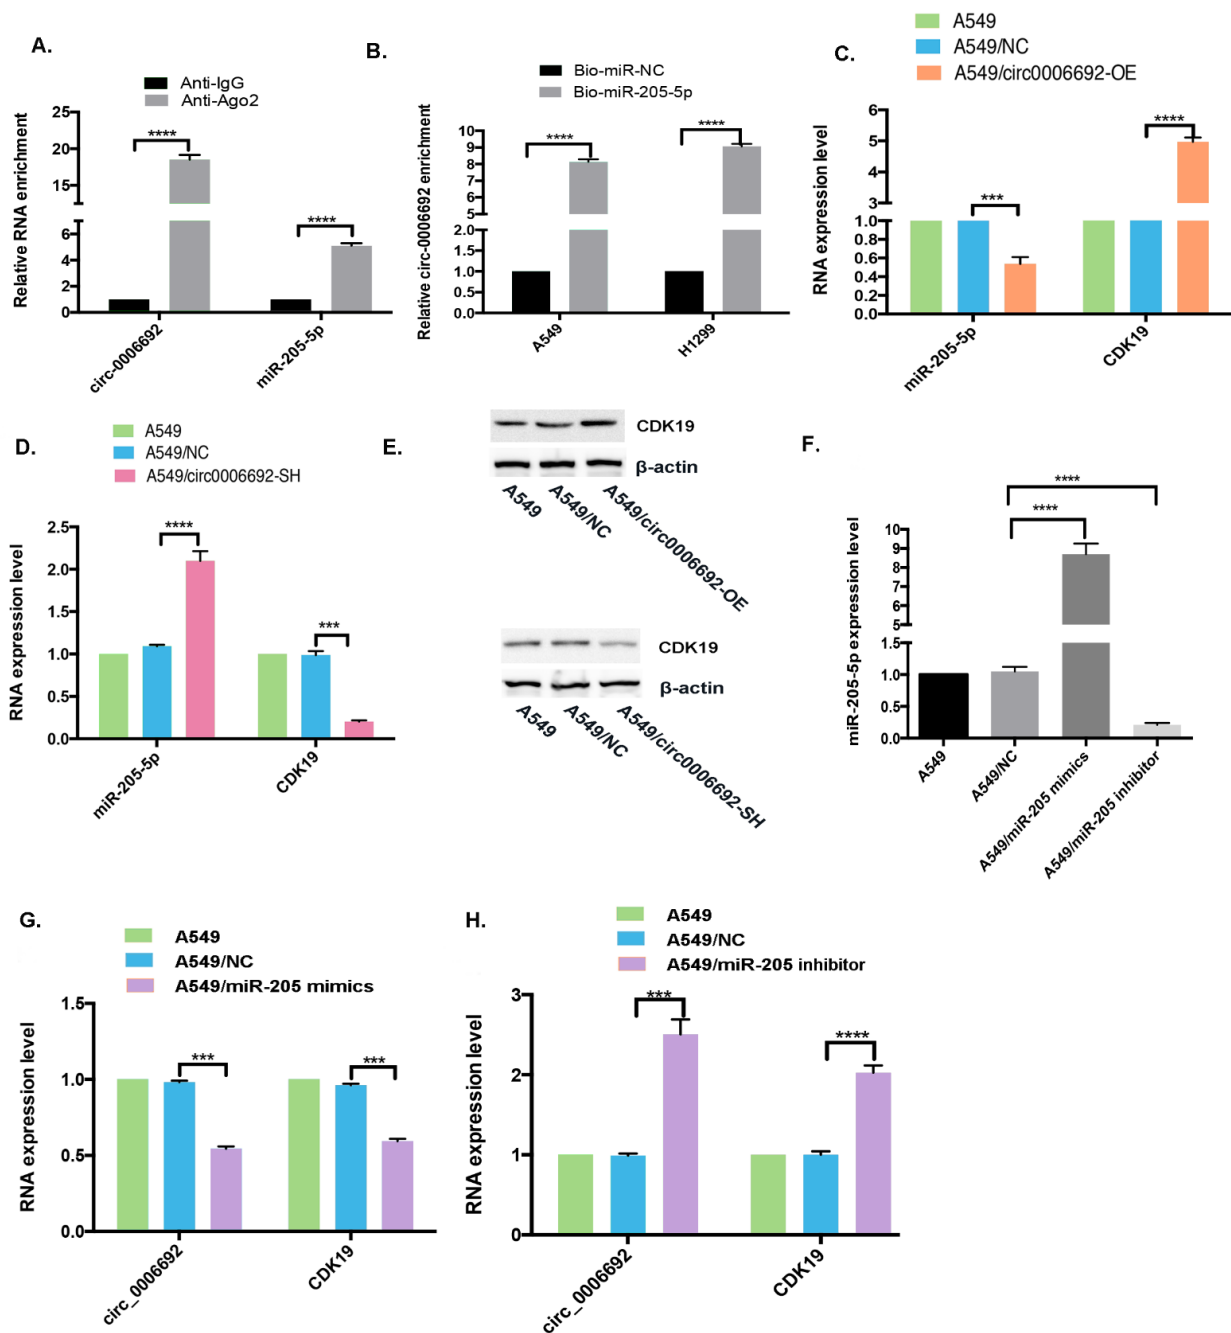 A.
Anti-IgG
Anti-Ago2
Relative RNA enrichment
25
20
15
6
4
2
0
****
****
circ-0006692
miR-205-5p
B.
Bio-miR-NC
Bio-miR-205-5p
Relative circ-0006692 enrichment
10
9
8
7
6
5
2.0
1.5
1.0
0.5
0.0
****
****
A549
H1299
C.
A549
A549/NC
A549/circ0006692-OE
RNA expression level
6
5
4
3
1.0
0.8
0.6
0.4
0.2
0.0
***
****
miR-205-5p
CDK19
D.
A549
A549/NC
A549/circ0006692-SH
RNA expression level
2.5
2.0
1.5
1.0
0.5
0.0
****
***
miR-205-5p
CDK19
E.
CDK19
β-actin
A549
A549/NC
A549/circ0006692-OE
CDK19
β-actin
A549
A549/NC
A549/circ0006692-SH
F.
miR-205-5p expression level
10
9
8
7
6
5
1.5
1.0
0.5
0.0
****
****
A549
A549/NC
A549/miR-205 mimics
A549/miR-205 inhibitor
G.
A549
A549/NC
A549/miR-205 mimics
RNA expression level
1.5
1.0
0.5
0.0
***
***
circ_0006692
CDK19
H.
A549
A549/NC
A549/miR-205 inhibitor
RNA expression level
3
2
1
0
***
****
circ_0006692
CDK19